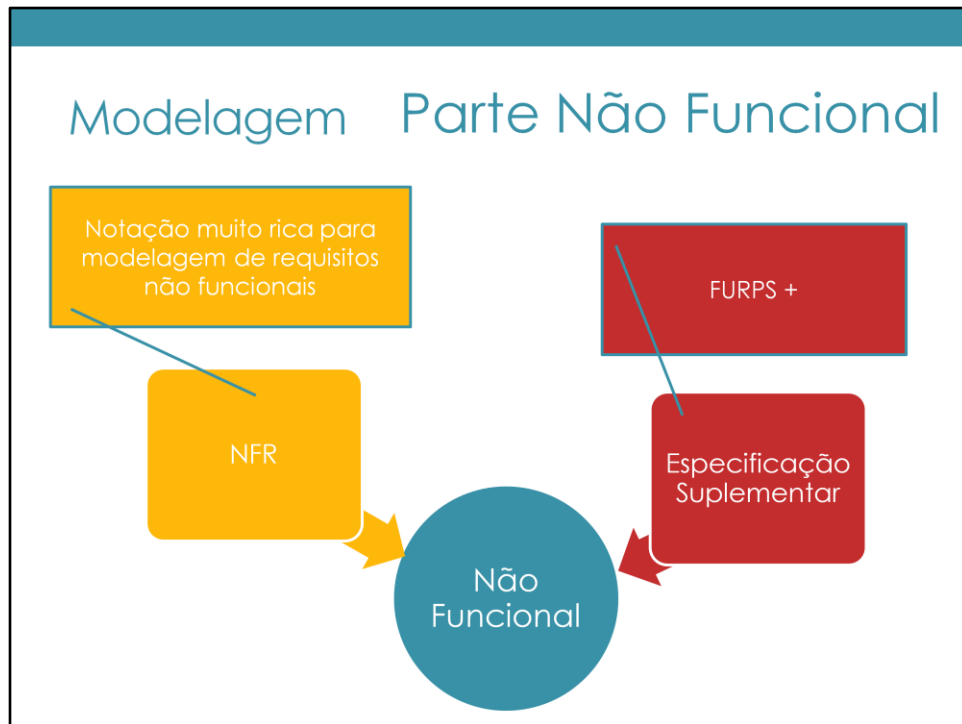 Modelagem Parte Não Funcional
Notação muito rica para
modelagem de requisitos
não funcionais
FURPS +
NFR
Especificação
Suplementar
Não
Funcional